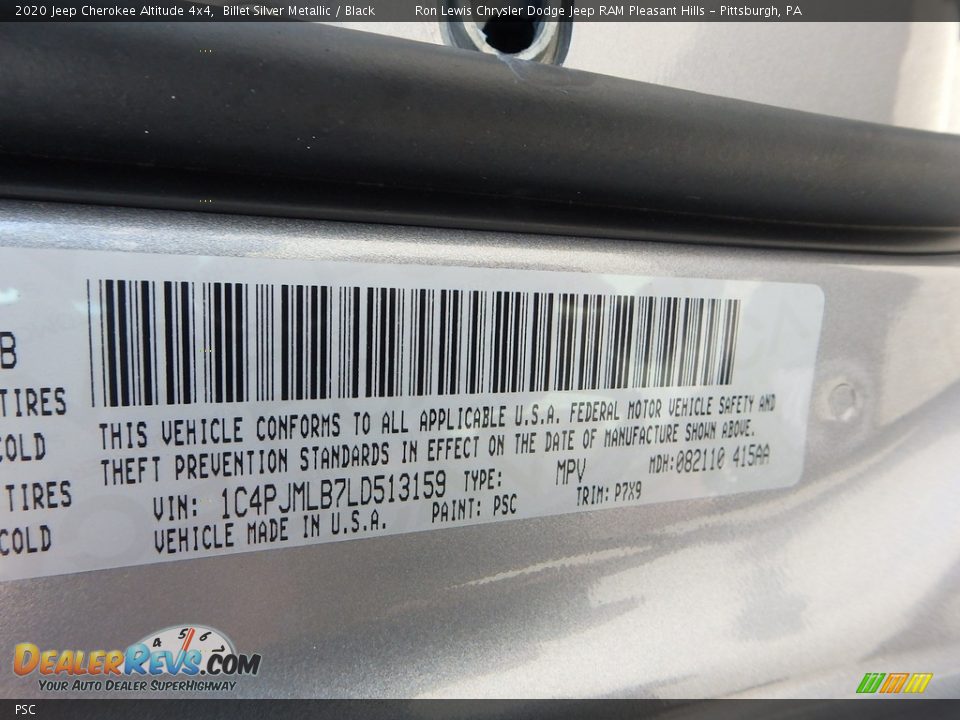 2020 Jeep Cherokee Altitude 4x4, Billet Silver Metallic / Black Ron Lewis Chrysler Dodge Jeep RAM Pleasant Hills - Pittsburgh, PA
B
TIRES
COLD
TIRES
COLD
THIS VEHICLE CONFORMS TO ALL APPLICABLE U.S.A. FEDERAL MOTOR VEHICLE SAFETY AND
THEFT PREVENTION STANDARDS IN EFFECT ON THE DATE OF MANUFACTURE SHOWN ABOVE.
VIN: 1C4PJMLB7LD513159 TYPE: MPV MDH:082110 415AA
VEHICLE MADE IN U.S.A. PAINT: PSC TRIM: P7X9
4 5 6
DEALERREVS.COM
YOUR AUTO DEALER SUPERHIGHWAY
PSC